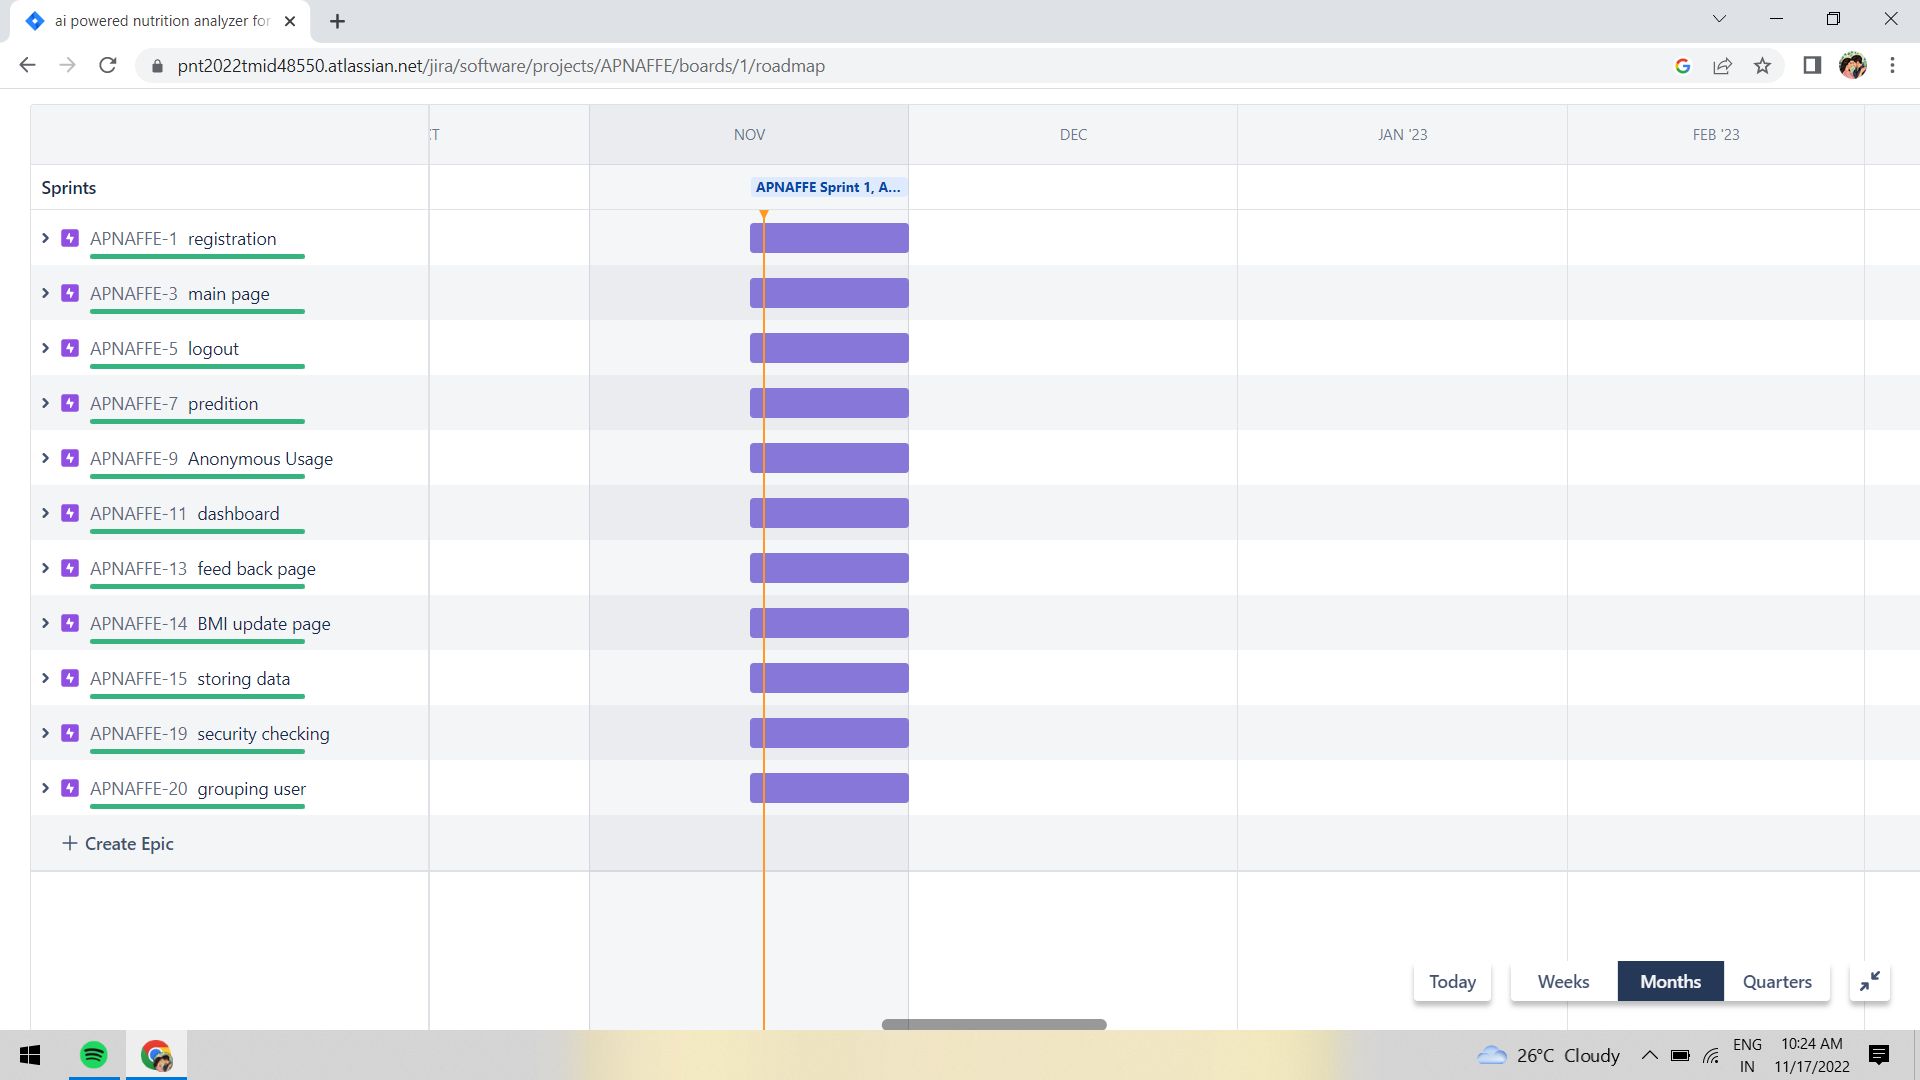 ai powered nutrition analyzer for
pnt2022tmid48550.atlassian.net/jira/software/projects/APNAFFE/boards/1/roadmap
NOV
DEC
JAN '23
FEB '23
Sprints
APNAFFE Sprint 1, A...
APNAFFE-1 registration
APNAFFE-3 main page
APNAFFE-5 logout
APNAFFE-7 predition
APNAFFE-9 Anonymous Usage
APNAFFE-11 dashboard
APNAFFE-13 feed back page
APNAFFE-14 BMI update page
APNAFFE-15 storing data
APNAFFE-19 security checking
APNAFFE-20 grouping user
+ Create Epic
Today Weeks Months Quarters
26°C Cloudy
ENG
IN
10:24 AM
11/17/2022